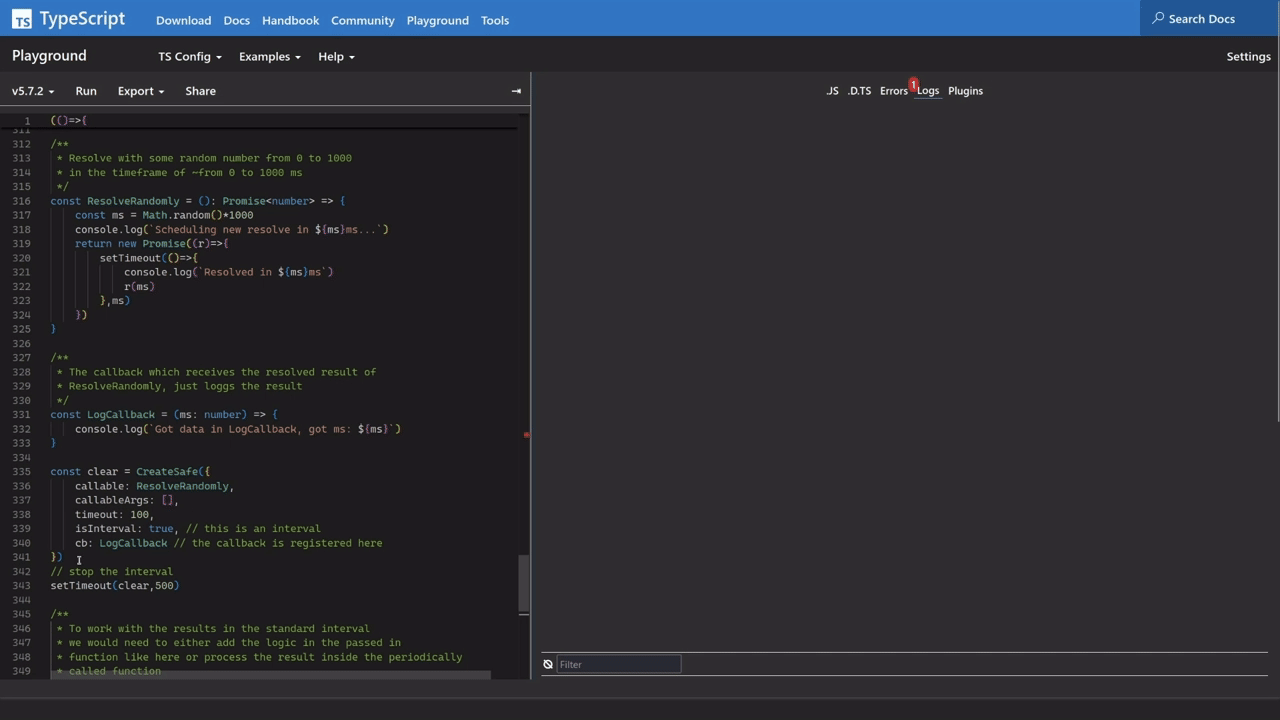 TS TypeScript Download Docs Handbook Community Playground Tools Search Docs
Playground TS Config Examples Help Settings
v5.7.2 Run Export Share .JS .D.TS Errors 1 Logs Plugins
1 (()=>{
311
312 /**
313 * Resolve with some random number from 0 to 1000
314 * in the timeframe of ~from 0 to 1000 ms
315 */
316 const ResolveRandomly = (): Promise<number> => {
317 const ms = Math.random()*1000
318 console.log(`Scheduling new resolve in ${ms}ms...`)
319 return new Promise((r)=>{
320 setTimeout(()=>{
321 console.log(`Resolved in ${ms}ms`)
322 r(ms)
323 },ms)
324 })
325 }
326
327 /**
328 * The callback which receives the resolved result of
329 * ResolveRandomly, just loggs the result
330 */
331 const LogCallback = (ms: number) => {
332 console.log(`Got data in LogCallback, got ms: ${ms}`)
333 }
334
335 const clear = CreateSafe({
336 callable: ResolveRandomly,
337 callableArgs: [],
338 timeout: 100,
339 isInterval: true, // this is an interval
340 cb: LogCallback // the callback is registered here
341 })
342 // stop the interval
343 setTimeout(clear,500)
344
345 /**
346 * To work with the results in the standard interval
347 * we would need to either add the logic in the passed in
348 * function like here or process the result inside the periodically
349 * called function
Filter